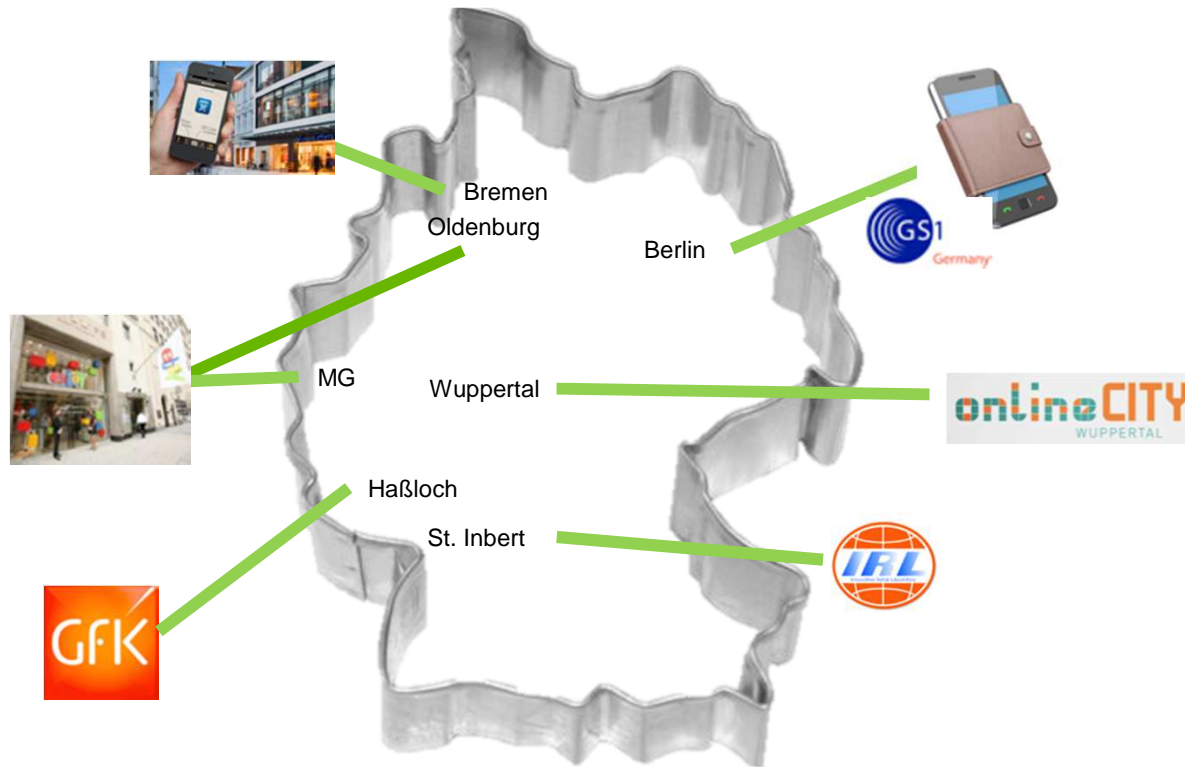 Bremen
Oldenburg
Berlin
GS1
Germany
MG
Wuppertal
onlineCITY
WUPPERTAL
Haßloch
St. Inbert
IRL
GFK